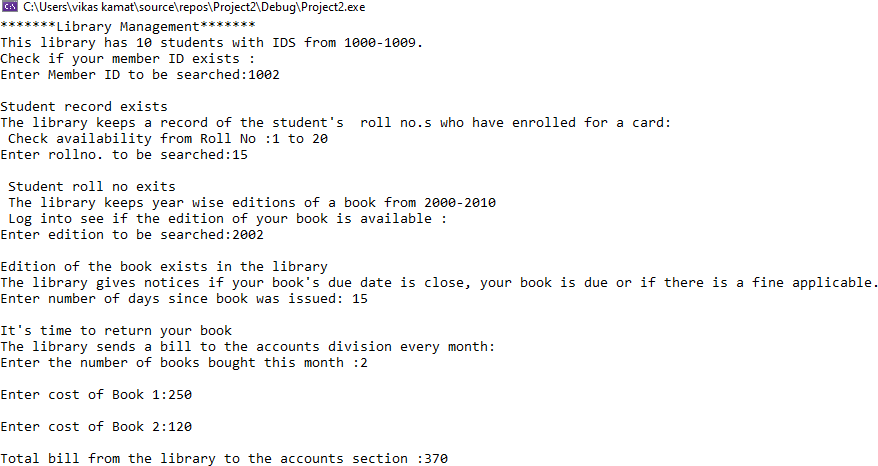 C:\Users\vikas kamat\source\repos\Project2\Debug\Project2.exe
*******Library Management*******
This library has 10 students with IDS from 1000-1009.
Check if your member ID exists :
Enter Member ID to be searched:1002
Student record exists
The library keeps a record of the student's  roll no.s who have enrolled for a card:
 Check availability from Roll No :1 to 20
Enter rollno. to be searched:15
 Student roll no exits
 The library keeps year wise editions of a book from 2000-2010
 Log into see if the edition of your book is available :
Enter edition to be searched:2002
Edition of the book exists in the library
The library gives notices if your book's due date is close, your book is due or if there is a fine applicable.
Enter number of days since book was issued: 15
It's time to return your book
The library sends a bill to the accounts division every month:
Enter the number of books bought this month :2
Enter cost of Book 1:250
Enter cost of Book 2:120
Total bill from the library to the accounts section :370